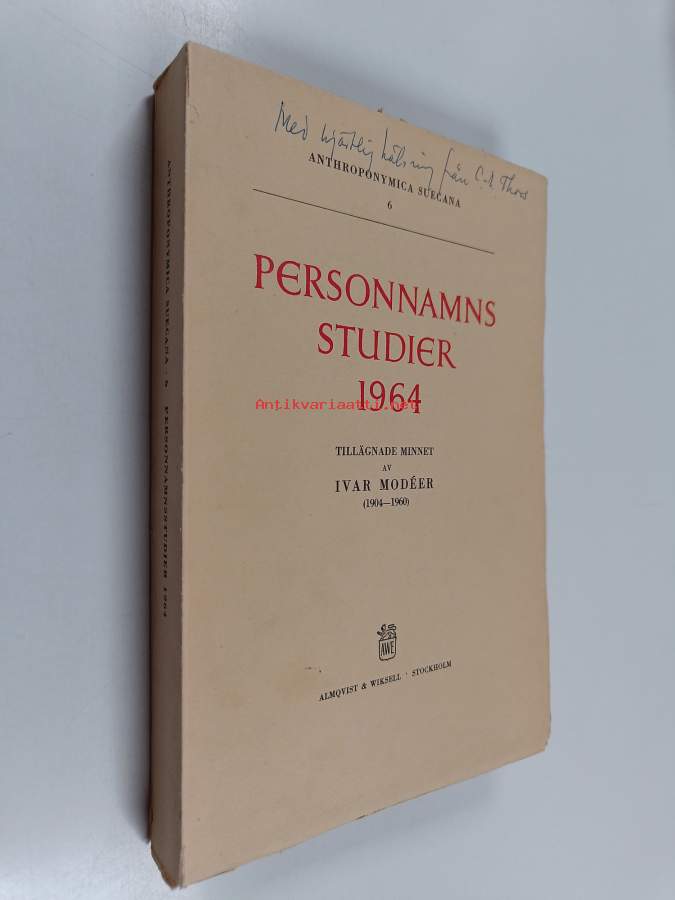 Med hjärtlig hälsning från C-E Thors
ANTHROPONYMICA SUECANA
6
PERSONNAMNS
STUDIER
1964
Antikvariaatti.net
TILLÄGNADE MINNET
AV
IVAR MODÉER
(1904—1960)
AWE
ALMQVIST & WIKSELL · STOCKHOLM
ANTHROPONYMICA SUECANA · 6 PERSONNAMNSSTUDIER 1964